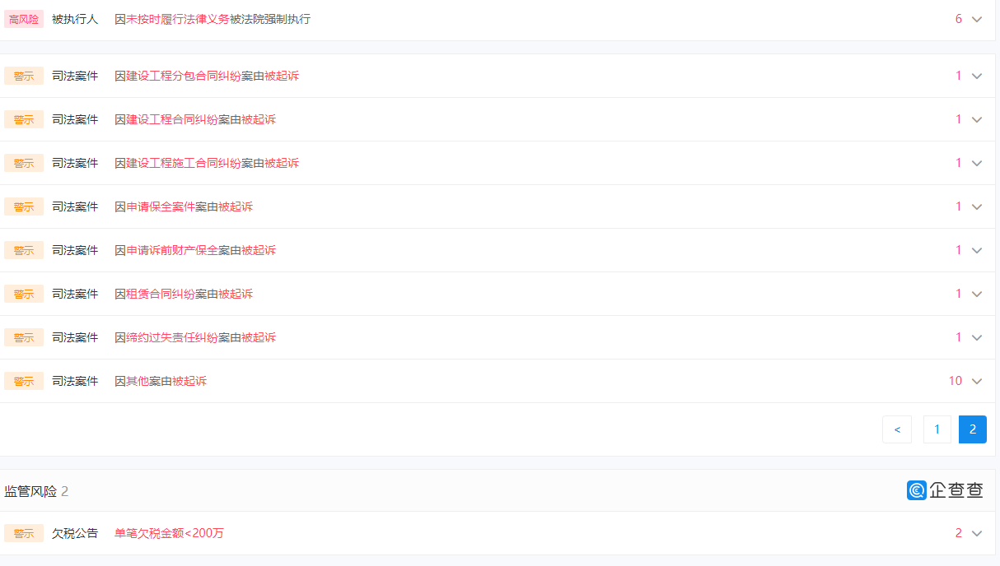 高风险 被执行人 因未按时履行法律义务被法院强制执行 6
警示 司法案件 因建设工程分包合同纠纷案由被起诉 1
警示 司法案件 因建设工程合同纠纷案由被起诉 1
警示 司法案件 因建设工程施工合同纠纷案由被起诉 1
警示 司法案件 因申请保全案件案由被起诉 1
警示 司法案件 因申请诉前财产保全案由被起诉 1
警示 司法案件 因租赁合同纠纷案由被起诉 1
警示 司法案件 因缔约过失责任纠纷案由被起诉 1
警示 司法案件 因其他案由被起诉 10
< 1 2
监管风险 2 企查查
警示 欠税公告 单笔欠税金额<200万 2